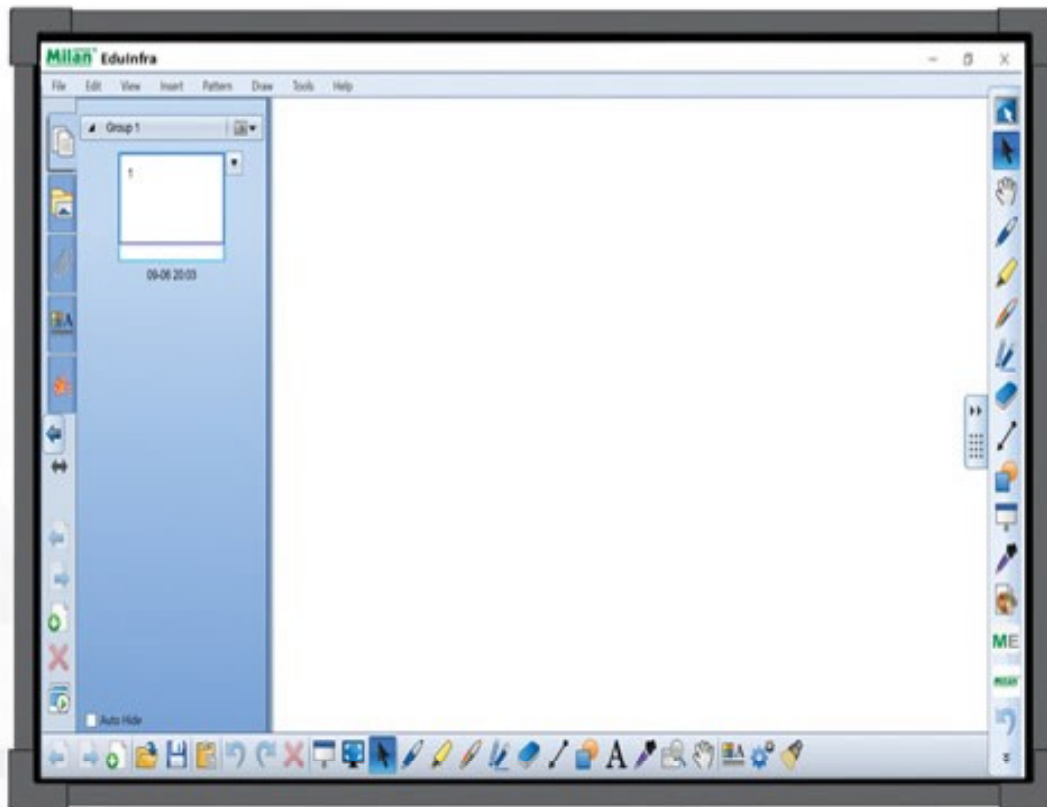 Milan EduInfra
File Edit View Insert Pattern Draw Tools Help
Group 1
1
09-06 20:03
Auto Hide
A
ME
Milan
A